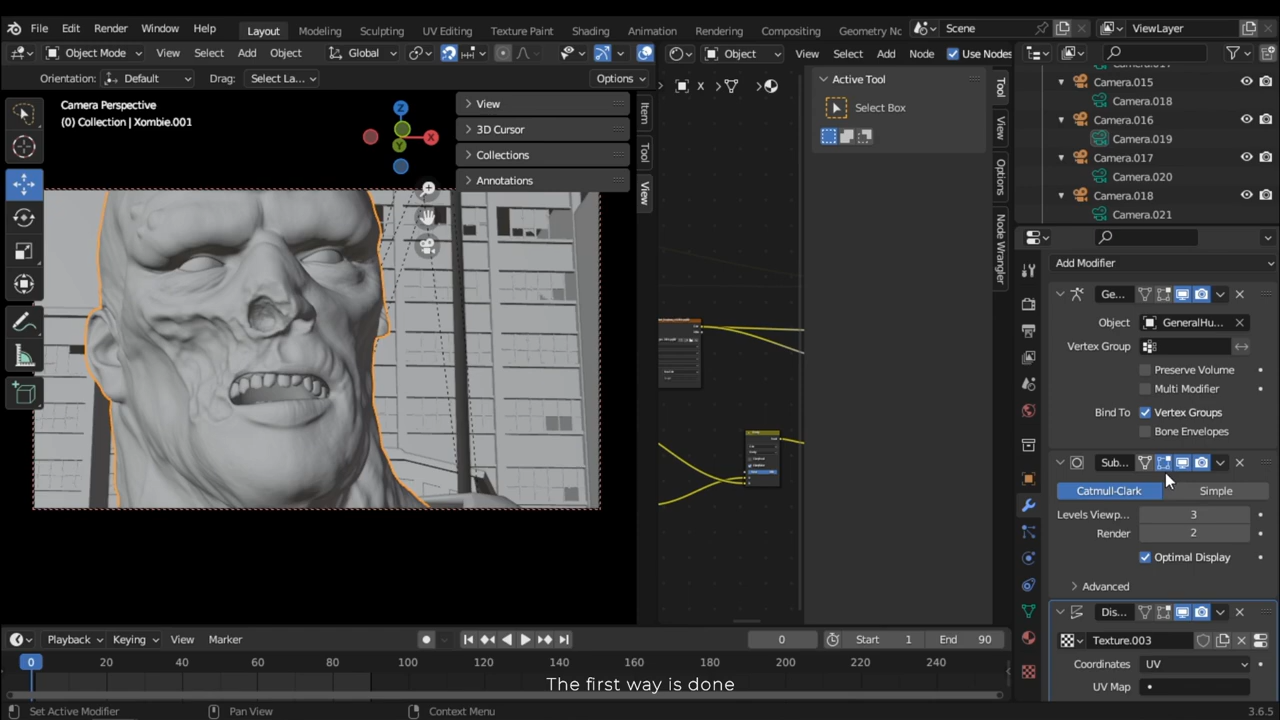 File Edit Render Window Help Layout Modeling Sculpting UV Editing Texture Paint Shading Animation Rendering Compositing Geometry Nc Scene ViewLayer
Object Mode View Select Add Object Global Object View Select Add Node Use Nodes
Orientation: Default Drag: Select La... Options
Camera Perspective
(0) Collection | Xombie.001
Z
X
Y
View
3D Cursor
Collections
Annotations
Item
Tool
View
X
Active Tool
Select Box
Tool
View
Options
Node Wrangler
Camera.015
Camera.018
Camera.016
Camera.019
Camera.017
Camera.020
Camera.018
Camera.021
Add Modifier
Ge...
Object GeneralHu...
Vertex Group
Preserve Volume
Multi Modifier
Bind To Vertex Groups
Bone Envelopes
Sub...
Catmull-Clark Simple
Levels Viewp... 3
Render 2
Optimal Display
Advanced
Dis...
Texture.003
Coordinates UV
UV Map
Playback Keying View Marker 0 Start 1 End 90
0 20 40 60 80 100 120 140 160 180 200 220 240
The first way is done
Set Active Modifier Pan View Context Menu 3.6.5